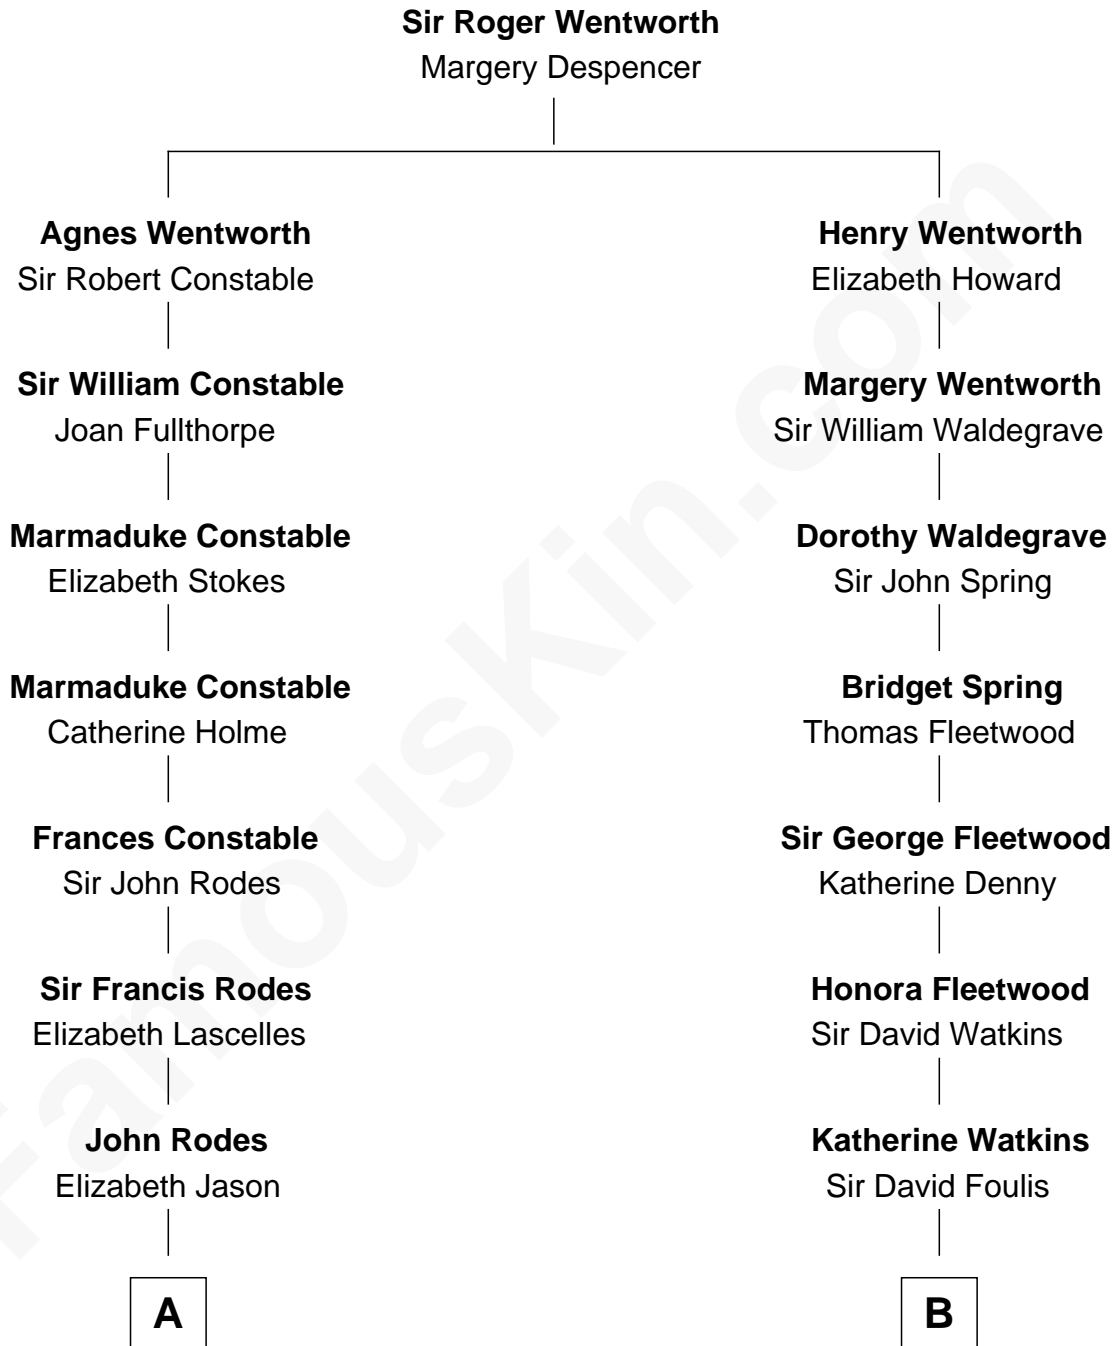 Sir Roger Wentworth
Margery Despencer
Agnes Wentworth
Sir Robert Constable
Henry Wentworth
Elizabeth Howard
Sir William Constable
Joan Fullthorpe
Margery Wentworth
Sir William Waldegrave
Marmaduke Constable
Elizabeth Stokes
Dorothy Waldegrave
Sir John Spring
Marmaduke Constable
Catherine Holme
Bridget Spring
Thomas Fleetwood
Frances Constable
Sir John Rodes
Sir George Fleetwood
Katherine Denny
Sir Francis Rodes
Elizabeth Lascelles
Honora Fleetwood
Sir David Watkins
John Rodes
Elizabeth Jason
Katherine Watkins
Sir David Foulis
A
B
FamousKin.com